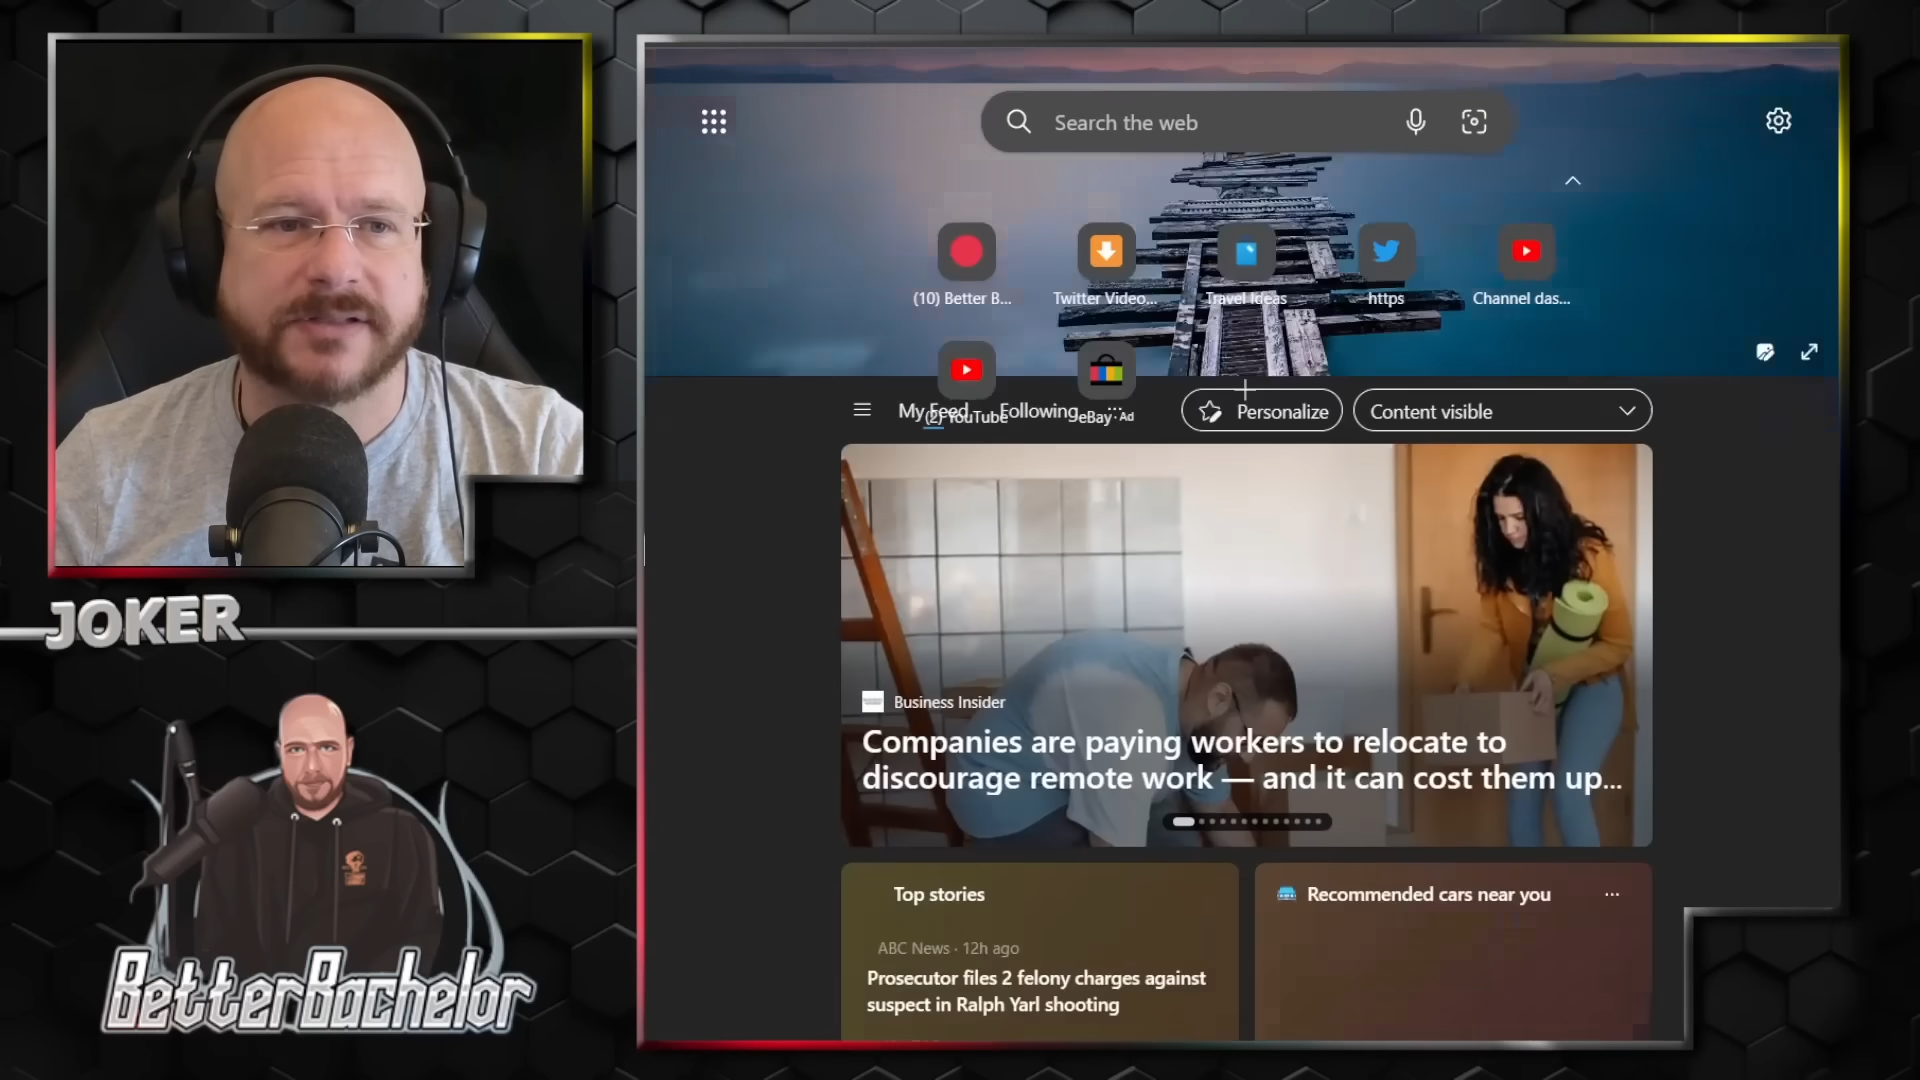 Search the web
(10) Better B...
Twitter Video...
Travel Ideas
https
Channel das...
(2) YouTube
eBay · Ad
My Feed
Following
...
Personalize
Content visible
Business Insider
Companies are paying workers to relocate to
discourage remote work — and it can cost them up...
Top stories
ABC News · 12h ago
Prosecutor files 2 felony charges against
suspect in Ralph Yarl shooting
Recommended cars near you
...
JOKER
BetterBachelor